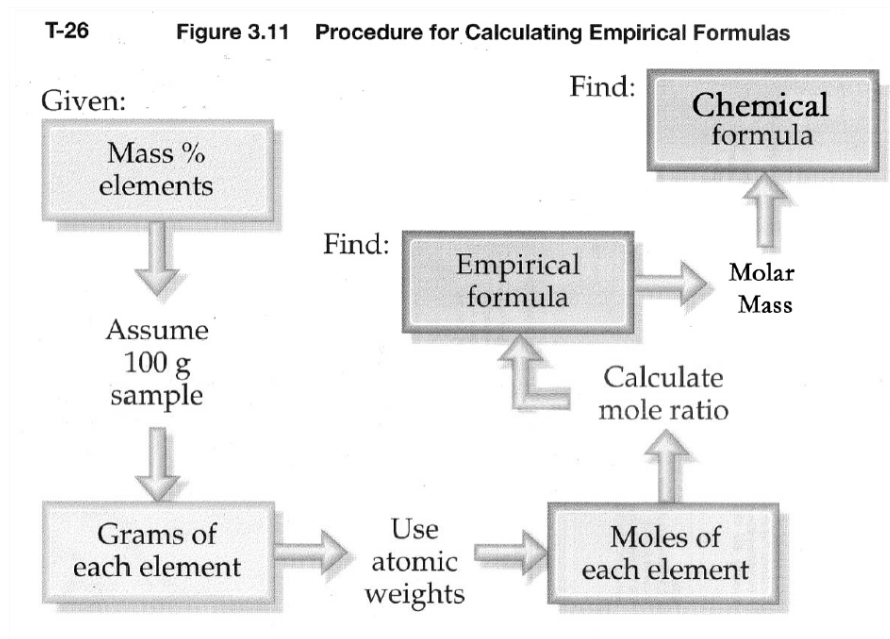 T-26 Figure 3.11 Procedure for Calculating Empirical Formulas
Given:
Mass %
elements
Assume
100 g
sample
Grams of
each element
Use
atomic
weights
Moles of
each element
Calculate
mole ratio
Find:
Empirical
formula
Molar
Mass
Find:
Chemical
formula